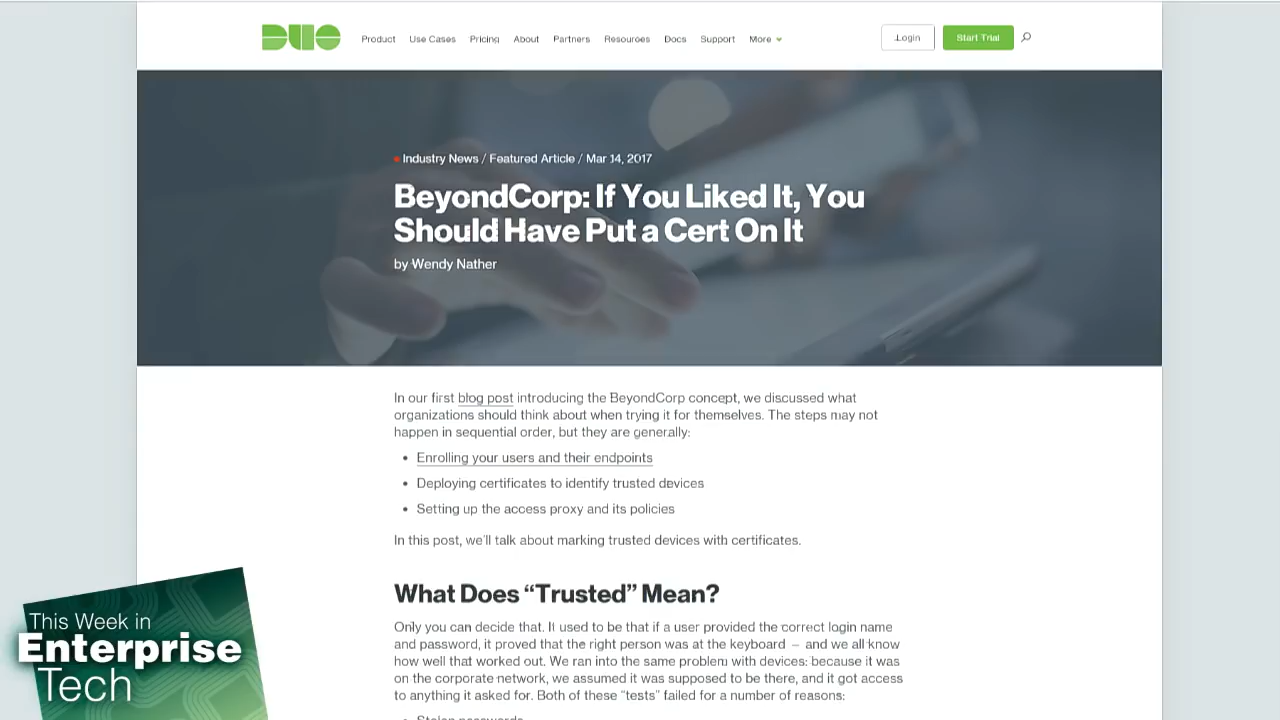 DUO
Product Use Cases Pricing About Partners Resources Docs Support More Login Start Trial
Industry News / Featured Article / Mar 14, 2017
BeyondCorp: If You Liked It, You
Should Have Put a Cert On It
by Wendy Nather
In our first blog post introducing the BeyondCorp concept, we discussed what
organizations should think about when trying it for themselves. The steps may not
happen in sequential order, but they are generally:
• Enrolling your users and their endpoints
• Deploying certificates to identify trusted devices
• Setting up the access proxy and its policies
In this post, we'll talk about marking trusted devices with certificates.
What Does “Trusted” Mean?
Only you can decide that. It used to be that if a user provided the correct login name
and password, it proved that the right person was at the keyboard – and we all know
how well that worked out. We ran into the same problem with devices: because it was
on the corporate network, we assumed it was supposed to be there, and it got access
to anything it asked for. Both of these “tests” failed for a number of reasons:
• Stolen passwords
This Week in
Enterprise
Tech